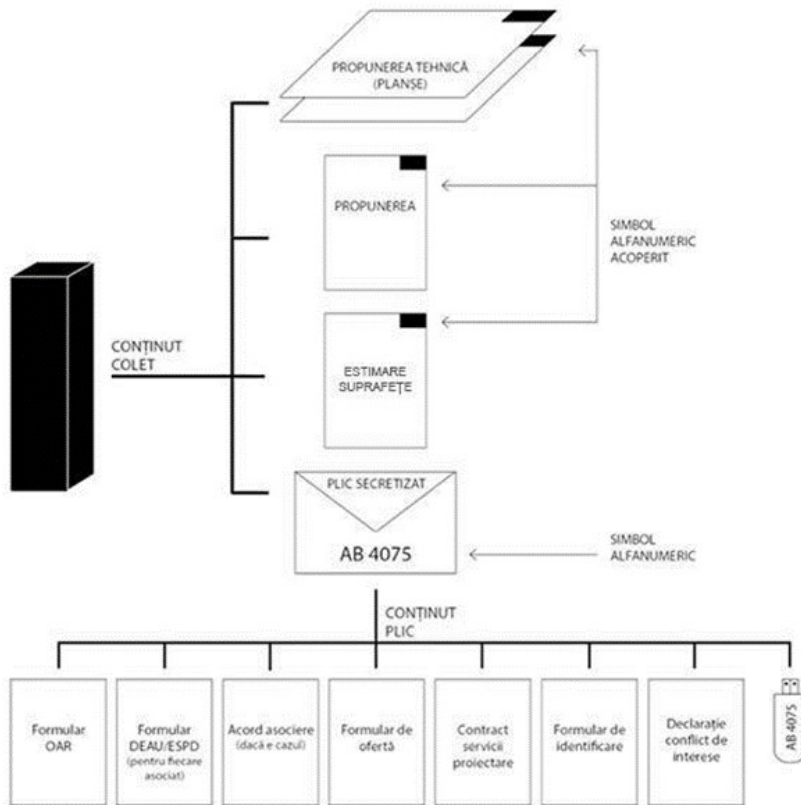 PROPUNEREA TEHNICĂ
(PLANȘE)
PROPUNEREA
SIMBOL
ALFANUMERIC
ACOPERIT
CONȚINUT
COLET
ESTIMARE
SUPRAFEȚE
PLIC SECRETIZAT
AB 4075
SIMBOL
ALFANUMERIC
CONȚINUT
PLIC
Formular
OAR
Formular
DEAU/ESPD
(pentru fiecare
asociat)
Acord asociere
(dacă e cazul)
Formular de
ofertă
Contract
servicii
proiectare
Formular de
identificare
Declarație
conflict de
interese
AB 4075